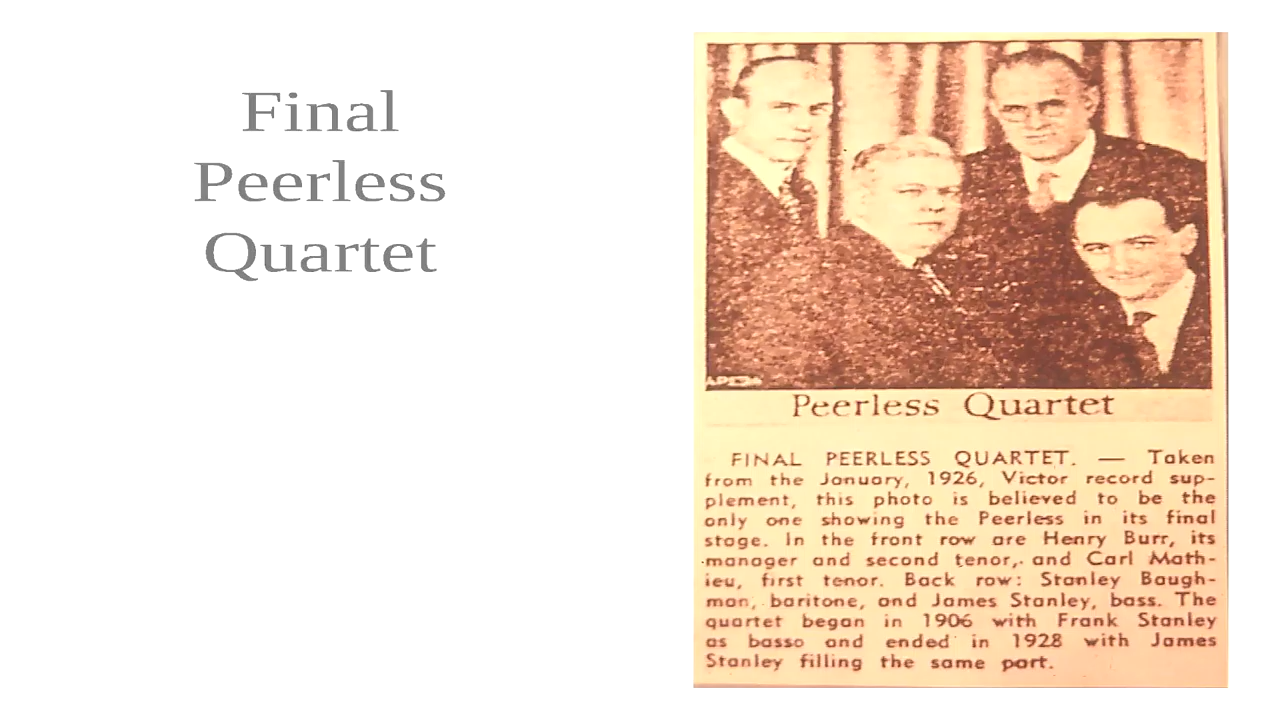 Final
Peerless
Quartet
APEDA
Peerless Quartet
FINAL PEERLESS QUARTET. — Taken
from the January, 1926, Victor record sup-
plement, this photo is believed to be the
only one showing the Peerless in its final
stage. In the front row are Henry Burr, its
manager and second tenor, and Carl Math-
ieu, first tenor. Back row: Stanley Baugh-
man, baritone, and James Stanley, bass. The
quartet began in 1906 with Frank Stanley
as basso and ended in 1928 with James
Stanley filling the same part.